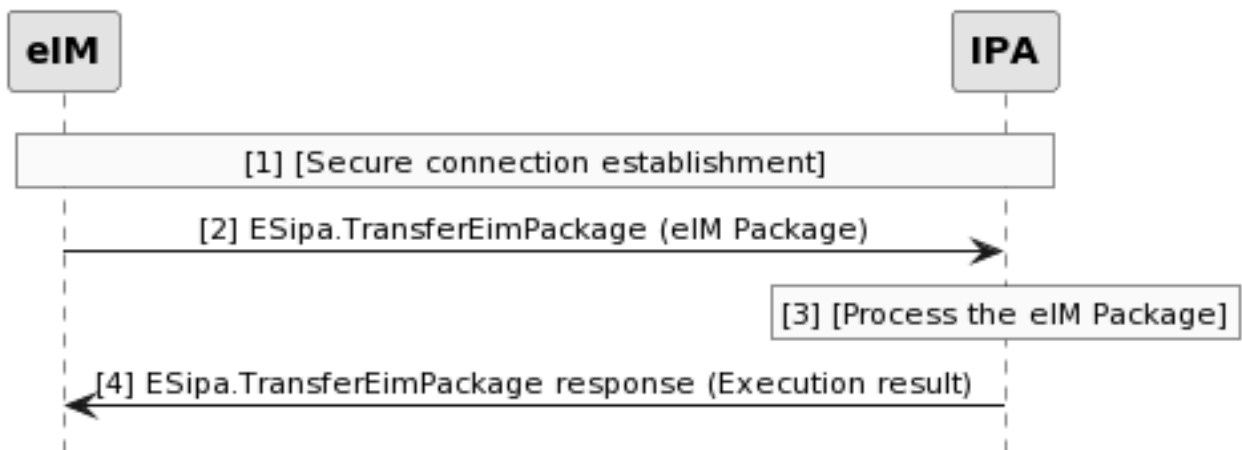 eIM
IPA
[1] [Secure connection establishment]
[2] ESipa.TransferEimPackage (eIM Package)
[3] [Process the eIM Package]
[4] ESipa.TransferEimPackage response (Execution result)